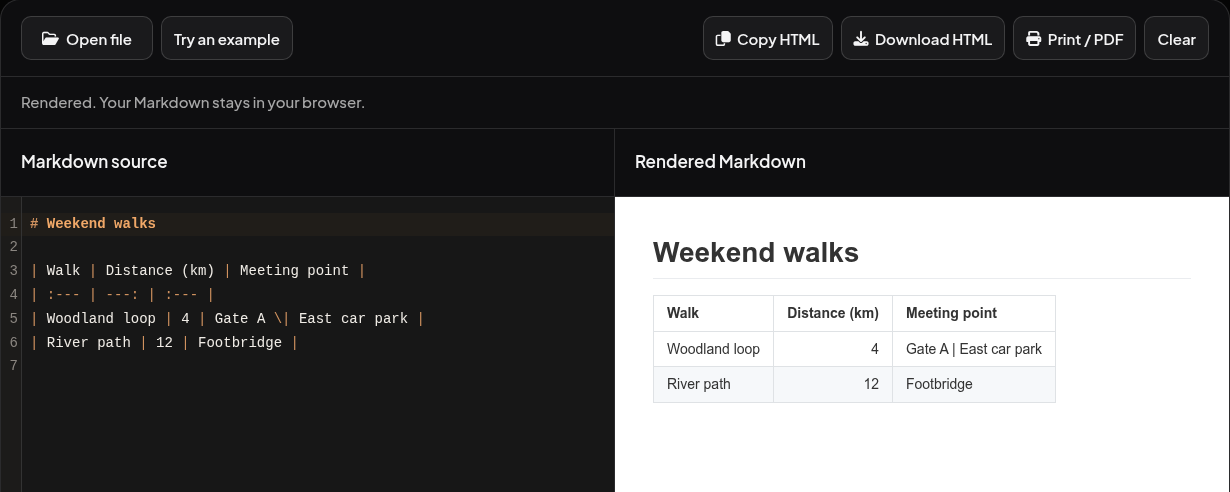 Open file
Try an example
Copy HTML
Download HTML
Print / PDF
Clear
Rendered. Your Markdown stays in your browser.
Markdown source
Rendered Markdown
1 # Weekend walks
2
3 | Walk | Distance (km) | Meeting point |
4 | :--- | ---: | :--- |
5 | Woodland loop | 4 | Gate A \| East car park |
6 | River path | 12 | Footbridge |
7
Weekend walks
Walk Distance (km) Meeting point
Woodland loop 4 Gate A | East car park
River path 12 Footbridge